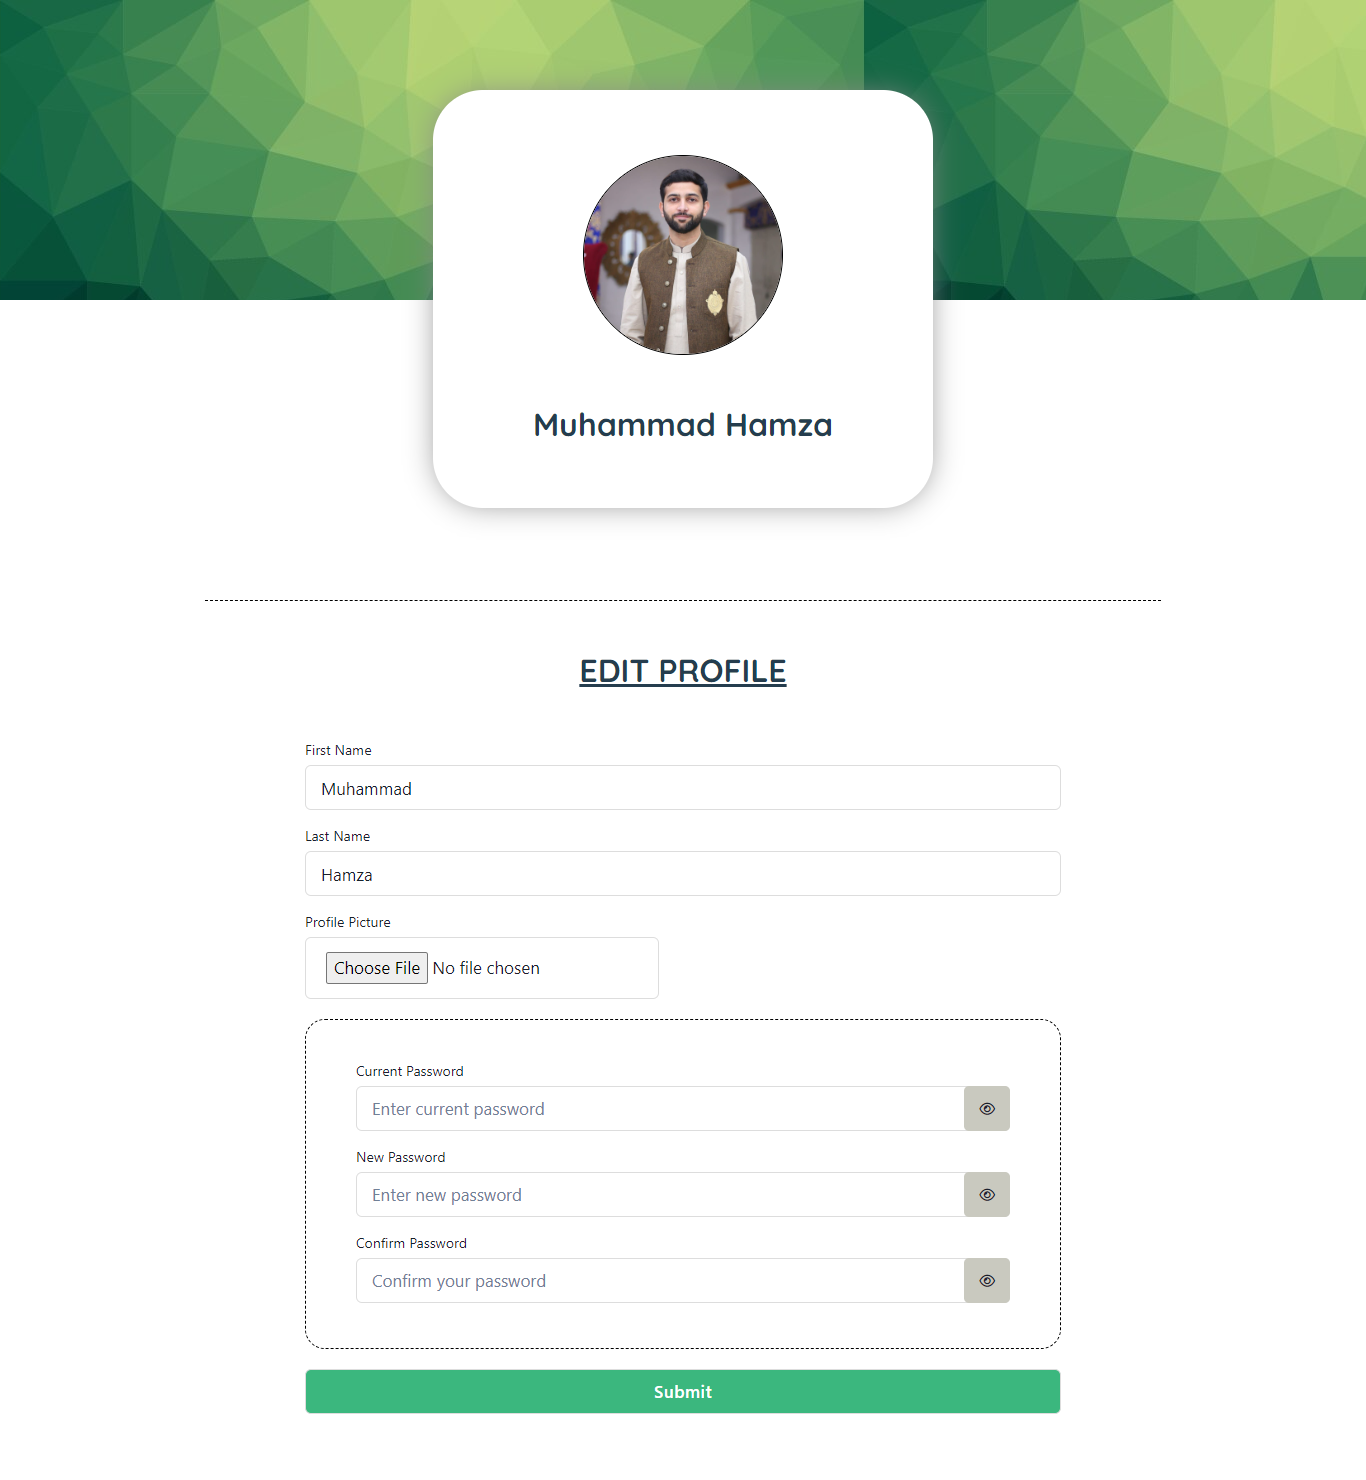 Muhammad Hamza
EDIT PROFILE
First Name
Muhammad
Last Name
Hamza
Profile Picture
Choose File No file chosen
Current Password
Enter current password
New Password
Enter new password
Confirm Password
Confirm your password
Submit